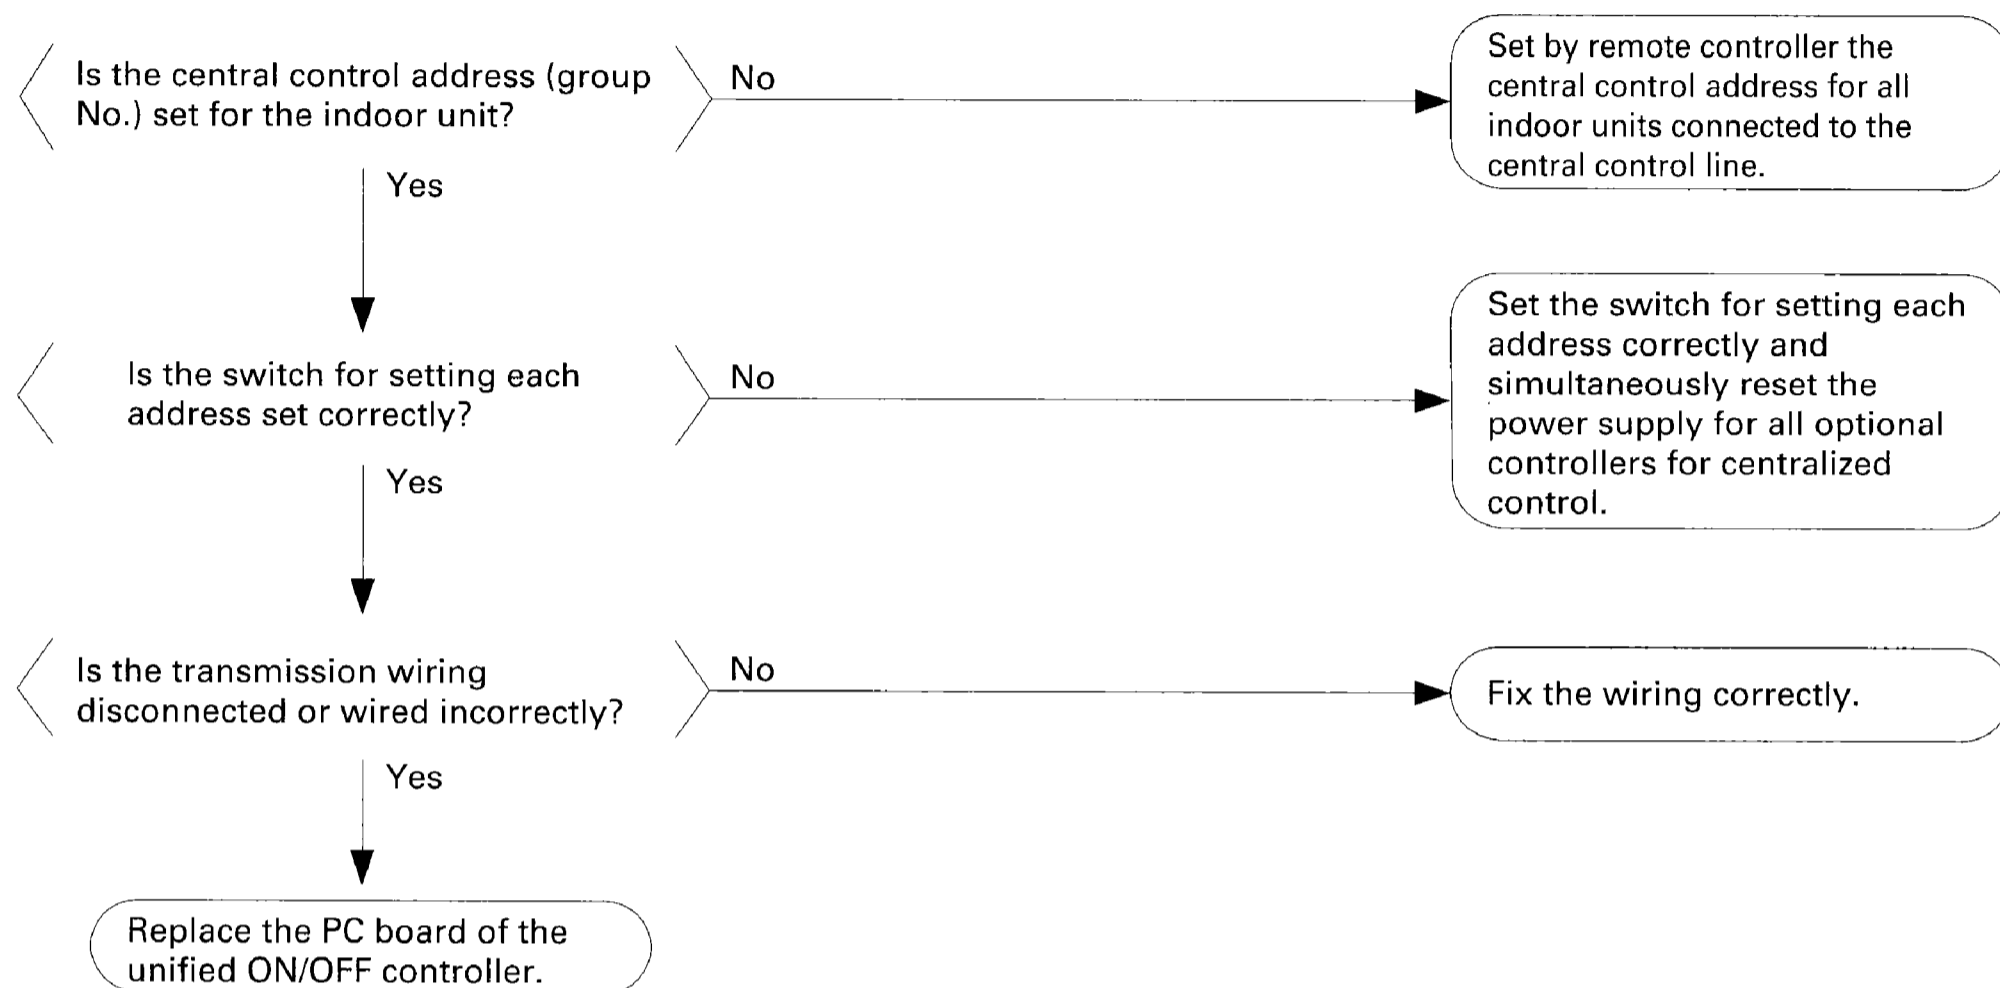 Is the central control address (group
No.) set for the indoor unit?
No
Set by remote controller the
central control address for all
indoor units connected to the
central control line.
Yes
Is the switch for setting each
address set correctly?
No
Set the switch for setting each
address correctly and
simultaneously reset the
power supply for all optional
controllers for centralized
control.
Yes
Is the transmission wiring
disconnected or wired incorrectly?
No
Fix the wiring correctly.
Yes
Replace the PC board of the
unified ON/OFF controller.